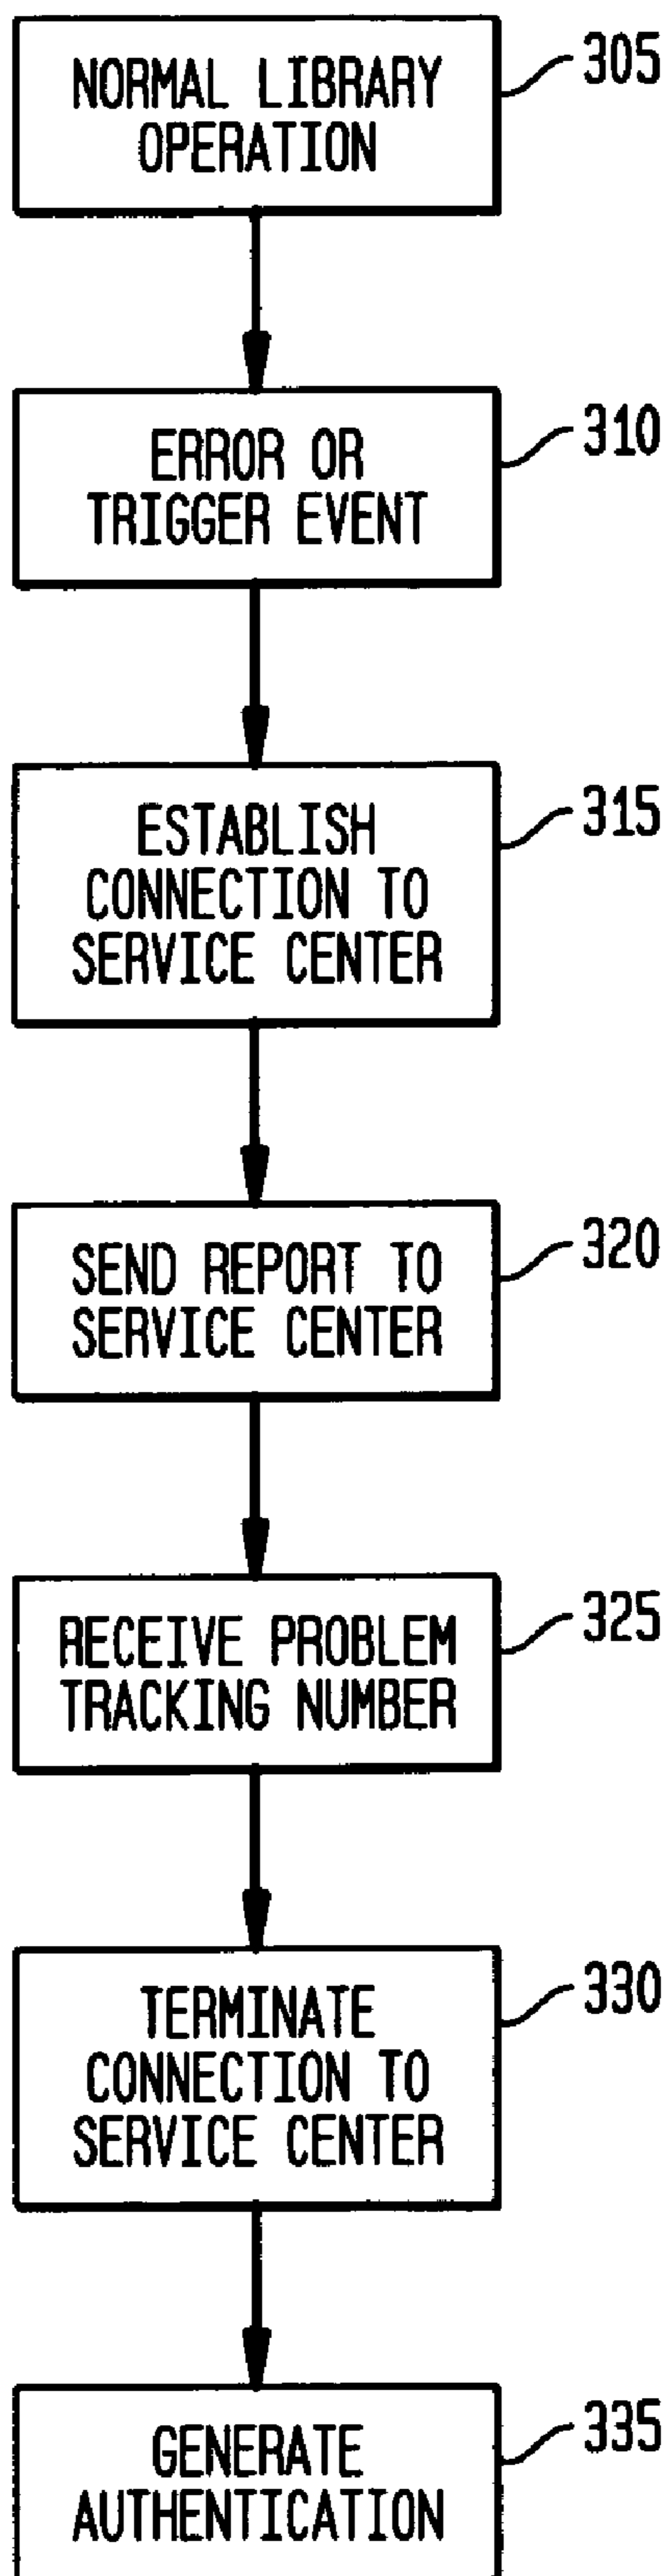 NORMAL LIBRARY
OPERATION
305
ERROR OR
TRIGGER EVENT
310
ESTABLISH
CONNECTION TO
SERVICE CENTER
315
SEND REPORT TO
SERVICE CENTER
320
RECEIVE PROBLEM
TRACKING NUMBER
325
TERMINATE
CONNECTION TO
SERVICE CENTER
330
GENERATE
AUTHENTICATION
335